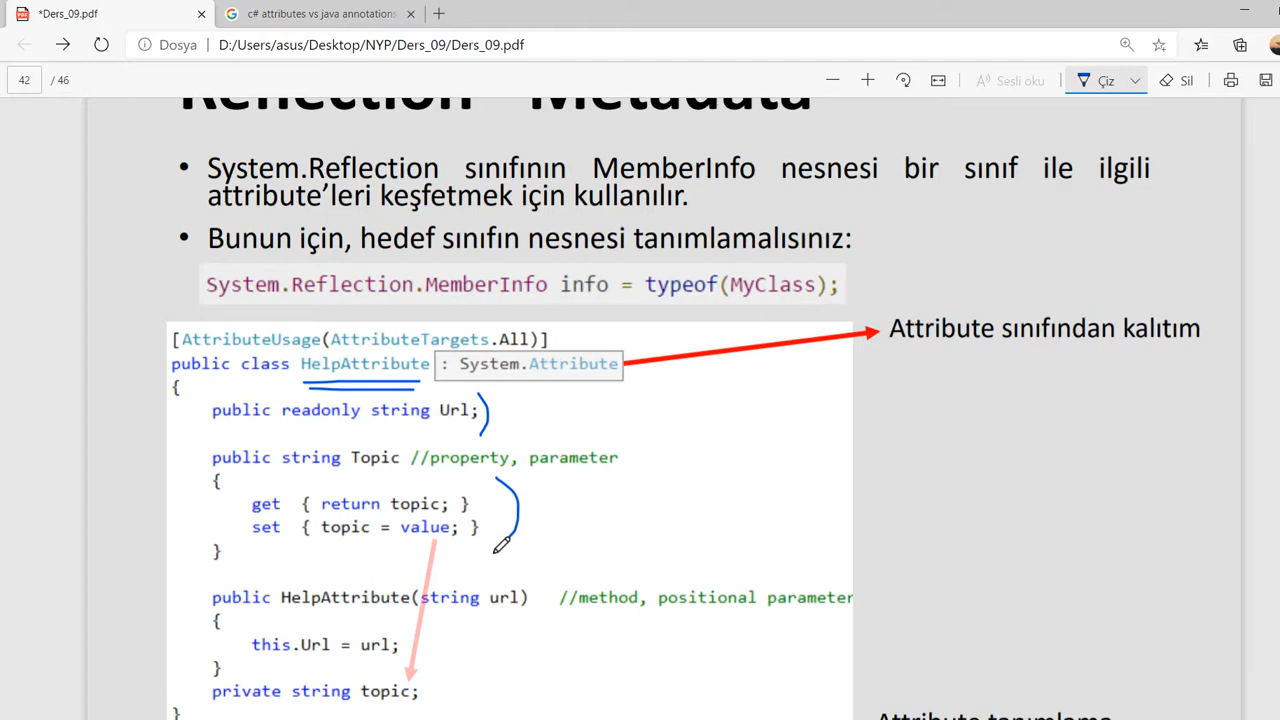 *Ders_09.pdf
c# attributes vs java annotations
Dosya D:/Users/asus/Desktop/NYP/Ders_09/Ders_09.pdf
42 / 46
Sesli oku
Çiz
Sil
Reflection - Metadata
• System.Reflection sınıfının MemberInfo nesnesi bir sınıf ile ilgili
attribute’leri keşfetmek için kullanılır.
• Bunun için, hedef sınıfın nesnesi tanımlamalısınız:
System.Reflection.MemberInfo info = typeof(MyClass);
[AttributeUsage(AttributeTargets.All)]
Attribute sınıfından kalıtım
public class HelpAttribute : System.Attribute
{
public readonly string Url;
public string Topic //property, parameter
{
get { return topic; }
set { topic = value; }
}
public HelpAttribute(string url) //method, positional parameter
{
this.Url = url;
}
private string topic;
}
Attribute tanımlama